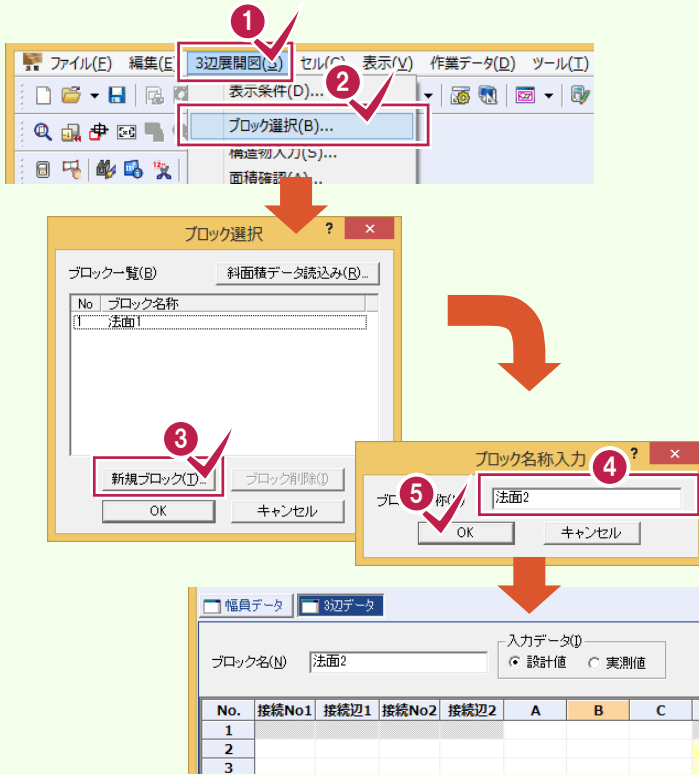 1
ファイル(F) 編集(E 3辺展開図(S) セル(C) 表示(V) 作業データ(D) ツール(T)
2
表示条件(D)...
ブロック選択(B)...
構造物入力(S)...
面積確認(A)...
ブロック選択 ? ×
ブロック一覧(B) 斜面積データ読込み(R)...
No ブロック名称
1 法面1
3
新規ブロック(T)... ブロック削除(I)
OK キャンセル
ブロック名称入力 ? ×
4
5
法面2
OK キャンセル
幅員データ 3辺データ
入力データ(I)
ブロック名(N) 法面2 設計値 実測値
No. 接続No1 接続辺1 接続No2 接続辺2 A B C
1
2
3